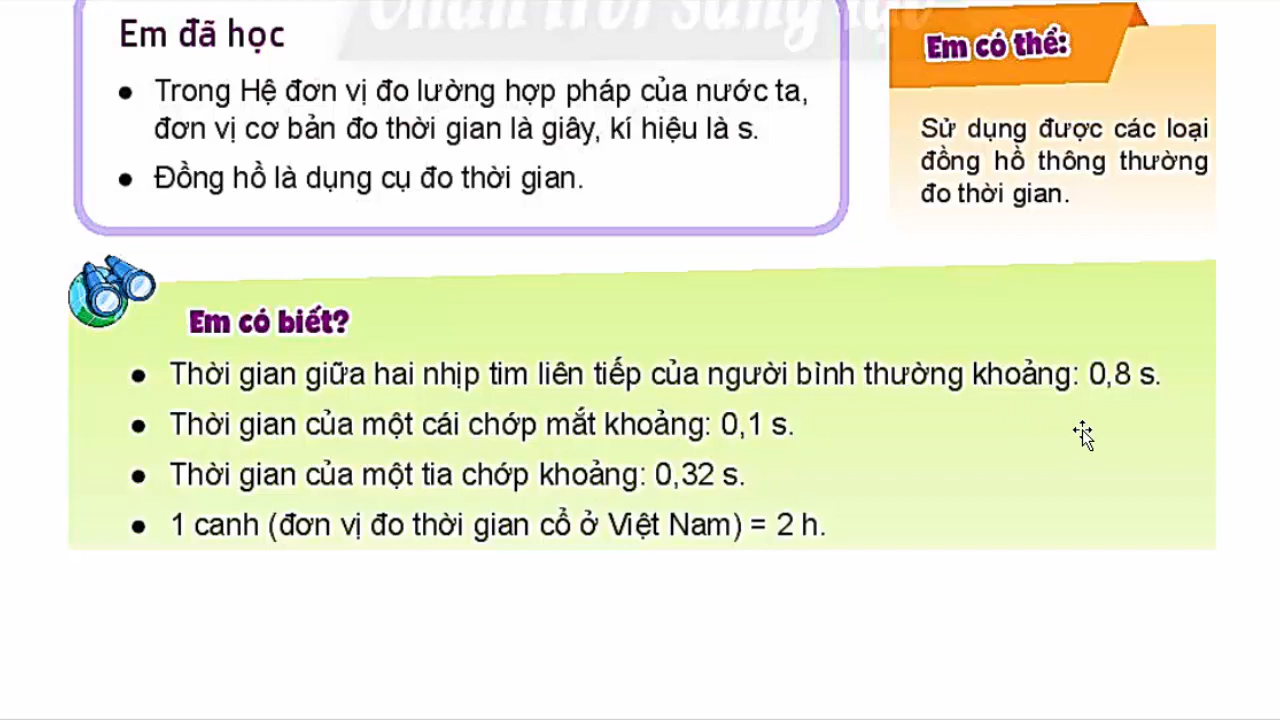 Em đã học
• Trong Hệ đơn vị đo lường hợp pháp của nước ta,
đơn vị cơ bản đo thời gian là giây, kí hiệu là s.
• Đồng hồ là dụng cụ đo thời gian.
Em có thể:
Sử dụng được các loại
đồng hồ thông thường
đo thời gian.
Em có biết?
• Thời gian giữa hai nhịp tim liên tiếp của người bình thường khoảng: 0,8 s.
• Thời gian của một cái chớp mắt khoảng: 0,1 s.
• Thời gian của một tia chớp khoảng: 0,32 s.
• 1 canh (đơn vị đo thời gian cổ ở Việt Nam) = 2 h.